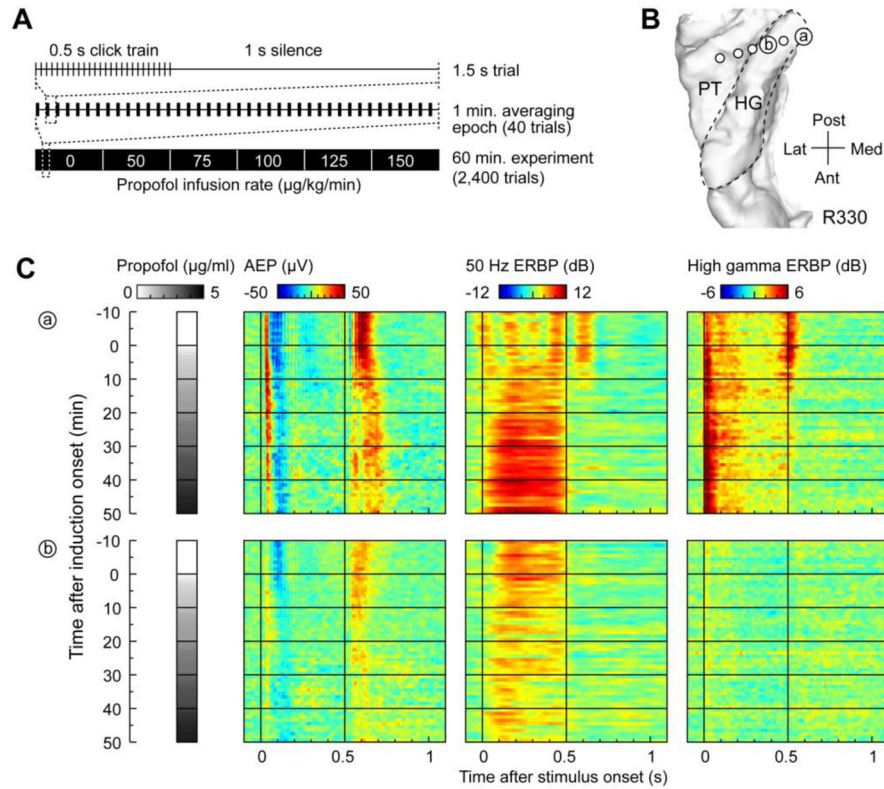 A
0.5 s click train
1 s silence
1.5 s trial
1 min. averaging
epoch (40 trials)
0 50 75 100 125 150
60 min. experiment
(2,400 trials)
Propofol infusion rate (µg/kg/min)
B
a
b
PT
HG
Post
Lat
Med
Ant
R330
C
Propofol (µg/ml)
0 5
AEP (µV)
-50 50
50 Hz ERBP (dB)
-12 12
High gamma ERBP (dB)
-6 6
a
-10
0
10
20
30
40
50
b
-10
0
10
20
30
40
50
Time after induction onset (min)
0 0.5 1
0 0.5 1
0 0.5 1
Time after stimulus onset (s)